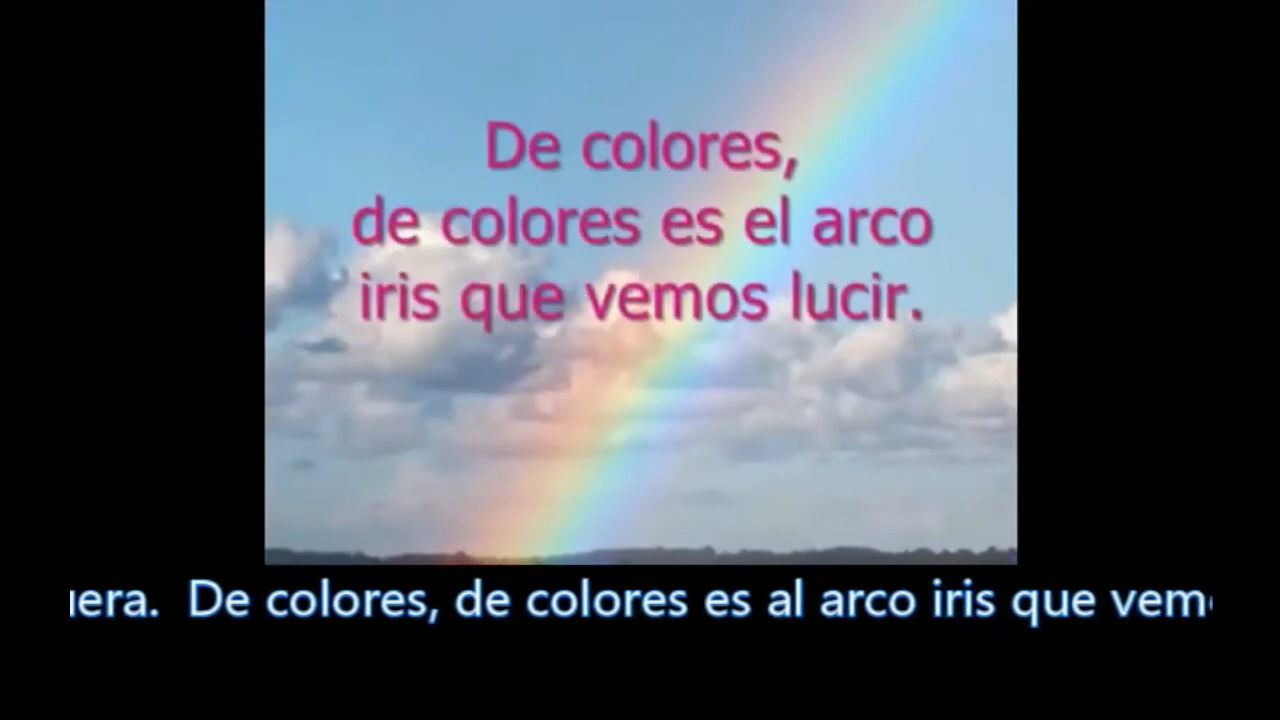 De colores,
de colores es el arco
iris que vemos lucir.
De colores, de colores es al arco iris que